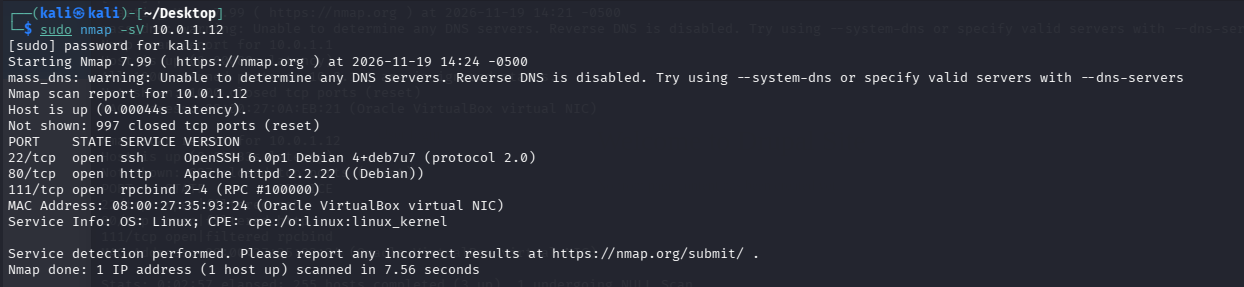 ┌──(kali㉿kali)-[~/Desktop]
└─$ sudo nmap -sV 10.0.1.12
[sudo] password for kali:
Starting Nmap 7.99 ( https://nmap.org ) at 2026-11-19 14:24 -0500
mass_dns: warning: Unable to determine any DNS servers. Reverse DNS is disabled. Try using --system-dns or specify valid servers with --dns-servers
Nmap scan report for 10.0.1.12
Host is up (0.00044s latency).
Not shown: 997 closed tcp ports (reset)
PORT    STATE SERVICE VERSION
22/tcp  open  ssh     OpenSSH 6.0p1 Debian 4+deb7u7 (protocol 2.0)
80/tcp  open  http    Apache httpd 2.2.22 ((Debian))
111/tcp open  rpcbind 2-4 (RPC #100000)
MAC Address: 08:00:27:35:93:24 (Oracle VirtualBox virtual NIC)
Service Info: OS: Linux; CPE: cpe:/o:linux:linux_kernel

Service detection performed. Please report any incorrect results at https://nmap.org/submit/ .
Nmap done: 1 IP address (1 host up) scanned in 7.56 seconds